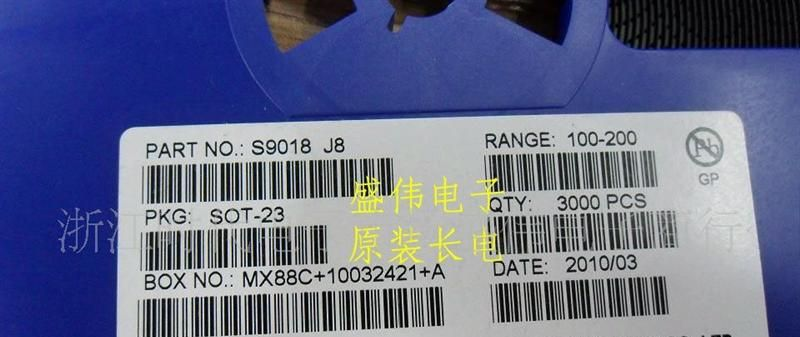 PART NO.: S9018 J8
RANGE: 100-200
Pb
GP
盛伟电子
PKG: SOT-23
QTY: 3000 PCS
原装长电
BOX NO.: MX88C+10032421+A
DATE: 2010/03